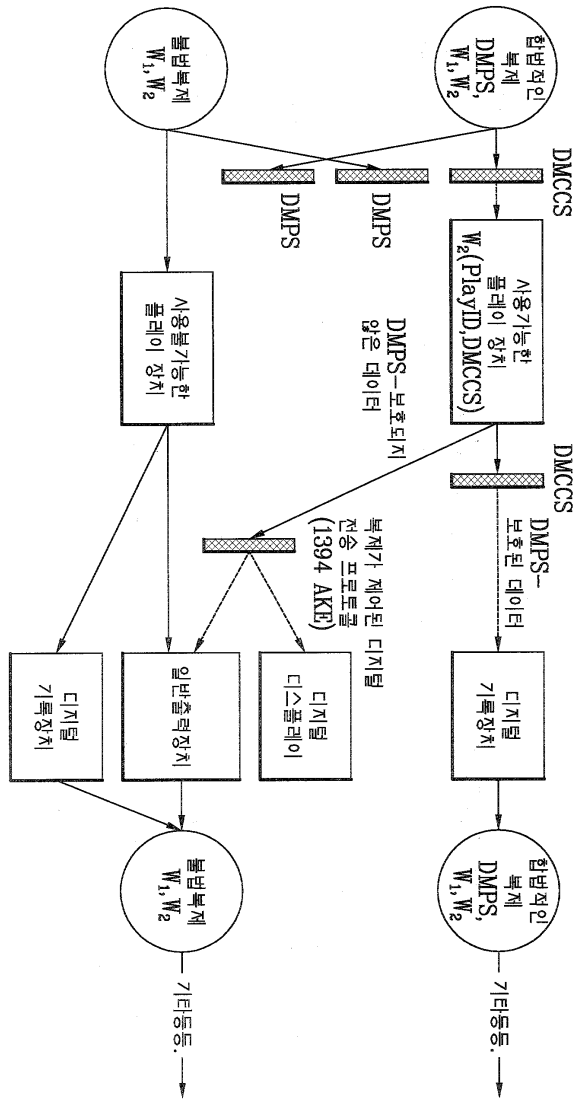 합법적인
복제
DMPS,
W₁,W₂
DMCCS
사용가능한
플레이 장치
W₂(PlayID,DMCCS)
DMCCS
DMPS-
보호된 데이터
디지털
기록장치
합법적인
복제
DMPS,
W₁,W₂
기타등등.
DMPS
DMPS
DMPS-보호되지
않은 데이터
복제가 제어된 디지털
전송 프로토콜
(1394 AKE)
디지털
디스플레이
불법복제
W₁,W₂
사용불가능한
플레이 장치
일반출력장치
디지털
기록장치
불법복제
W₁,W₂
기타등등.